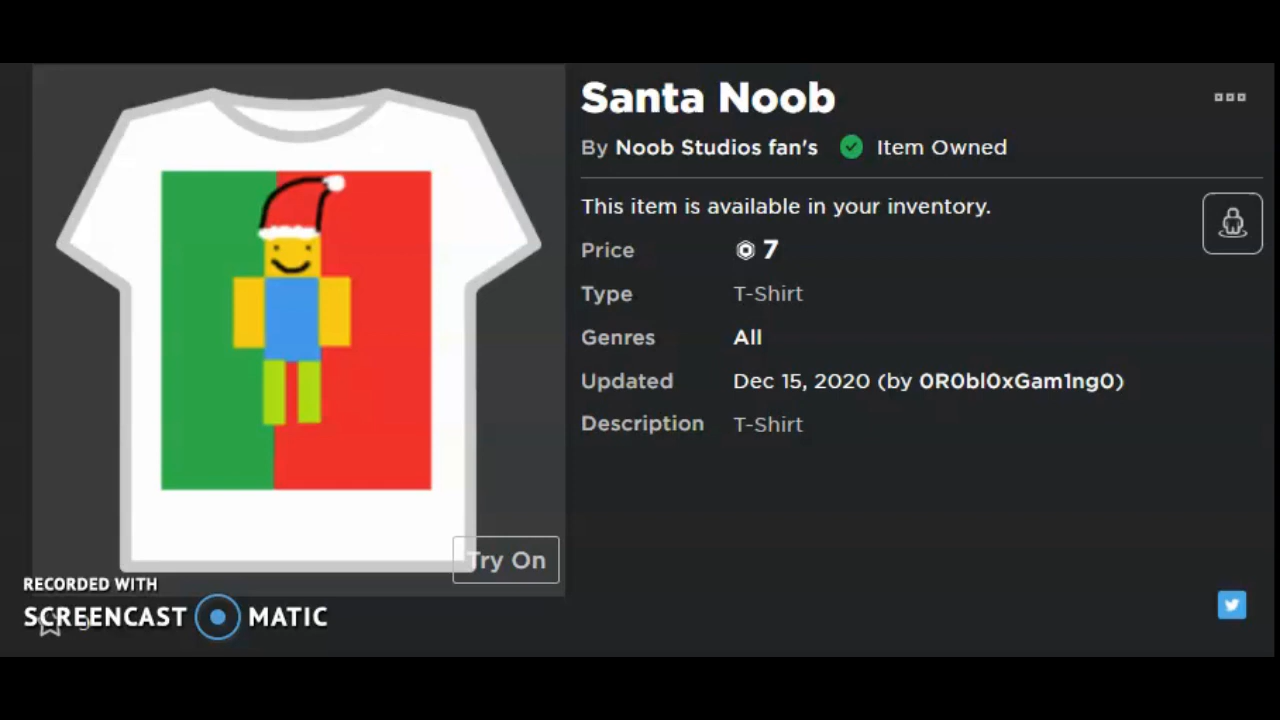 Santa Noob
By Noob Studios fan's Item Owned
This item is available in your inventory.
Price 7
Type T-Shirt
Genres All
Updated Dec 15, 2020 (by 0R0bl0xGam1ng0)
Description T-Shirt
Try On
RECORDED WITH
SCREENCAST MATIC